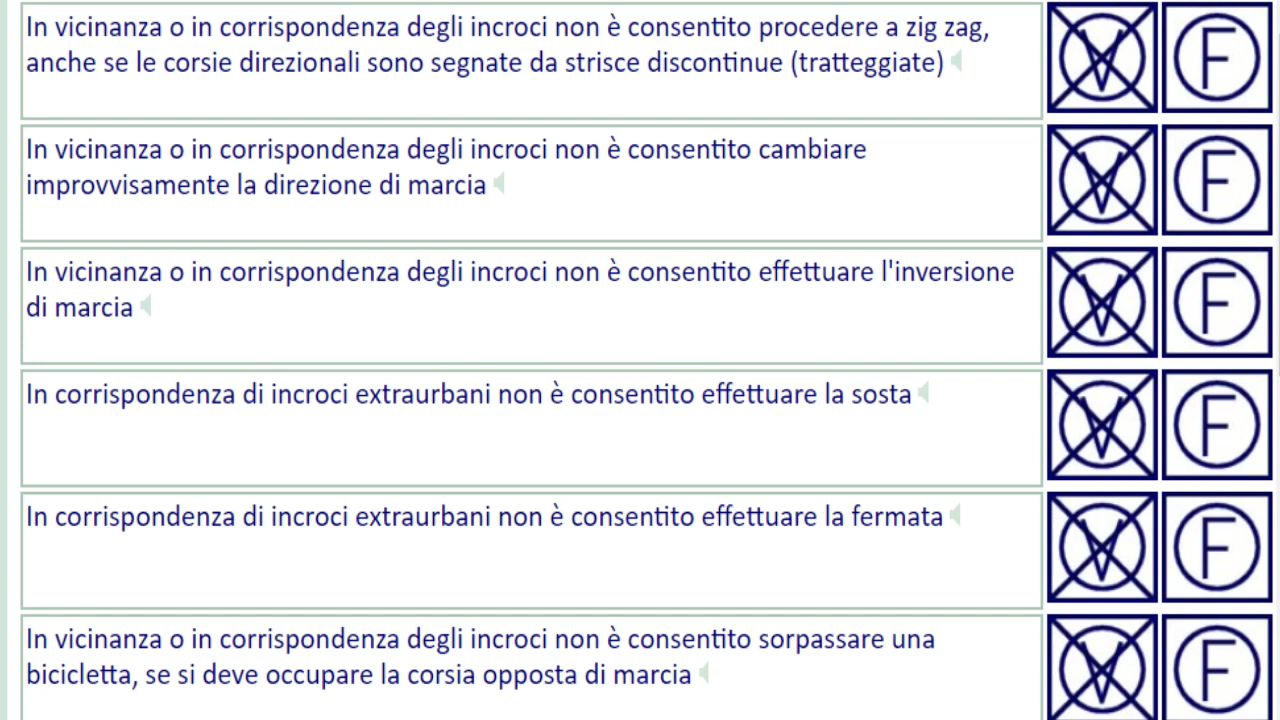 In vicinanza o in corrispondenza degli incroci non è consentito procedere a zig zag,
anche se le corsie direzionali sono segnate da strisce discontinue (tratteggiate)
V F
In vicinanza o in corrispondenza degli incroci non è consentito cambiare
improvvisamente la direzione di marcia
V F
In vicinanza o in corrispondenza degli incroci non è consentito effettuare l'inversione
di marcia
V F
In corrispondenza di incroci extraurbani non è consentito effettuare la sosta
V F
In corrispondenza di incroci extraurbani non è consentito effettuare la fermata
V F
In vicinanza o in corrispondenza degli incroci non è consentito sorpassare una
bicicletta, se si deve occupare la corsia opposta di marcia
V F